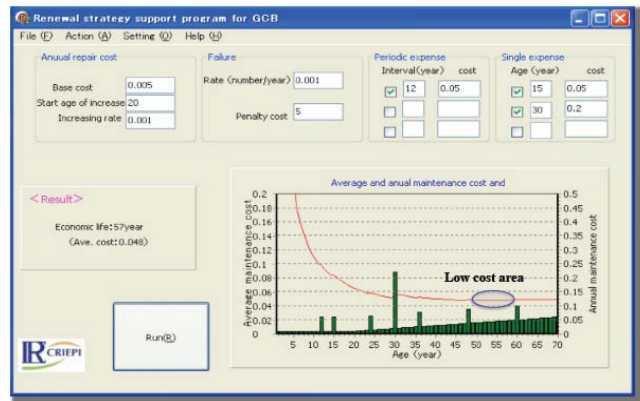 Renewal strategy support program for GCB
File (F) Action (A) Setting (O) Help (H)
Anuual repair cost
Base cost 0.005
Start age of increase 20
Increasing rate 0.001
Failure
Rate (number/year) 0.001
Penalty cost 5
Periodic expense
Interval(year) cost
12 0.05
Single expense
Age (year) cost
15 0.05
30 0.2
<Result>
Economic life:57year
(Ave. cost:0.048)
Run(R)
R CRIEPI
Average and anual maintenance cost and
Average maintenance cost
0.2
0.18
0.16
0.14
0.12
0.1
0.08
0.06
0.04
0.02
0
Low cost area
0.5
0.45
0.4
0.35
0.3
0.25
0.2
0.15
0.1
0.05
0
Annual maintenance cost
5 10 15 20 25 30 35 40 45 50 55 60 65 70
Age (year)